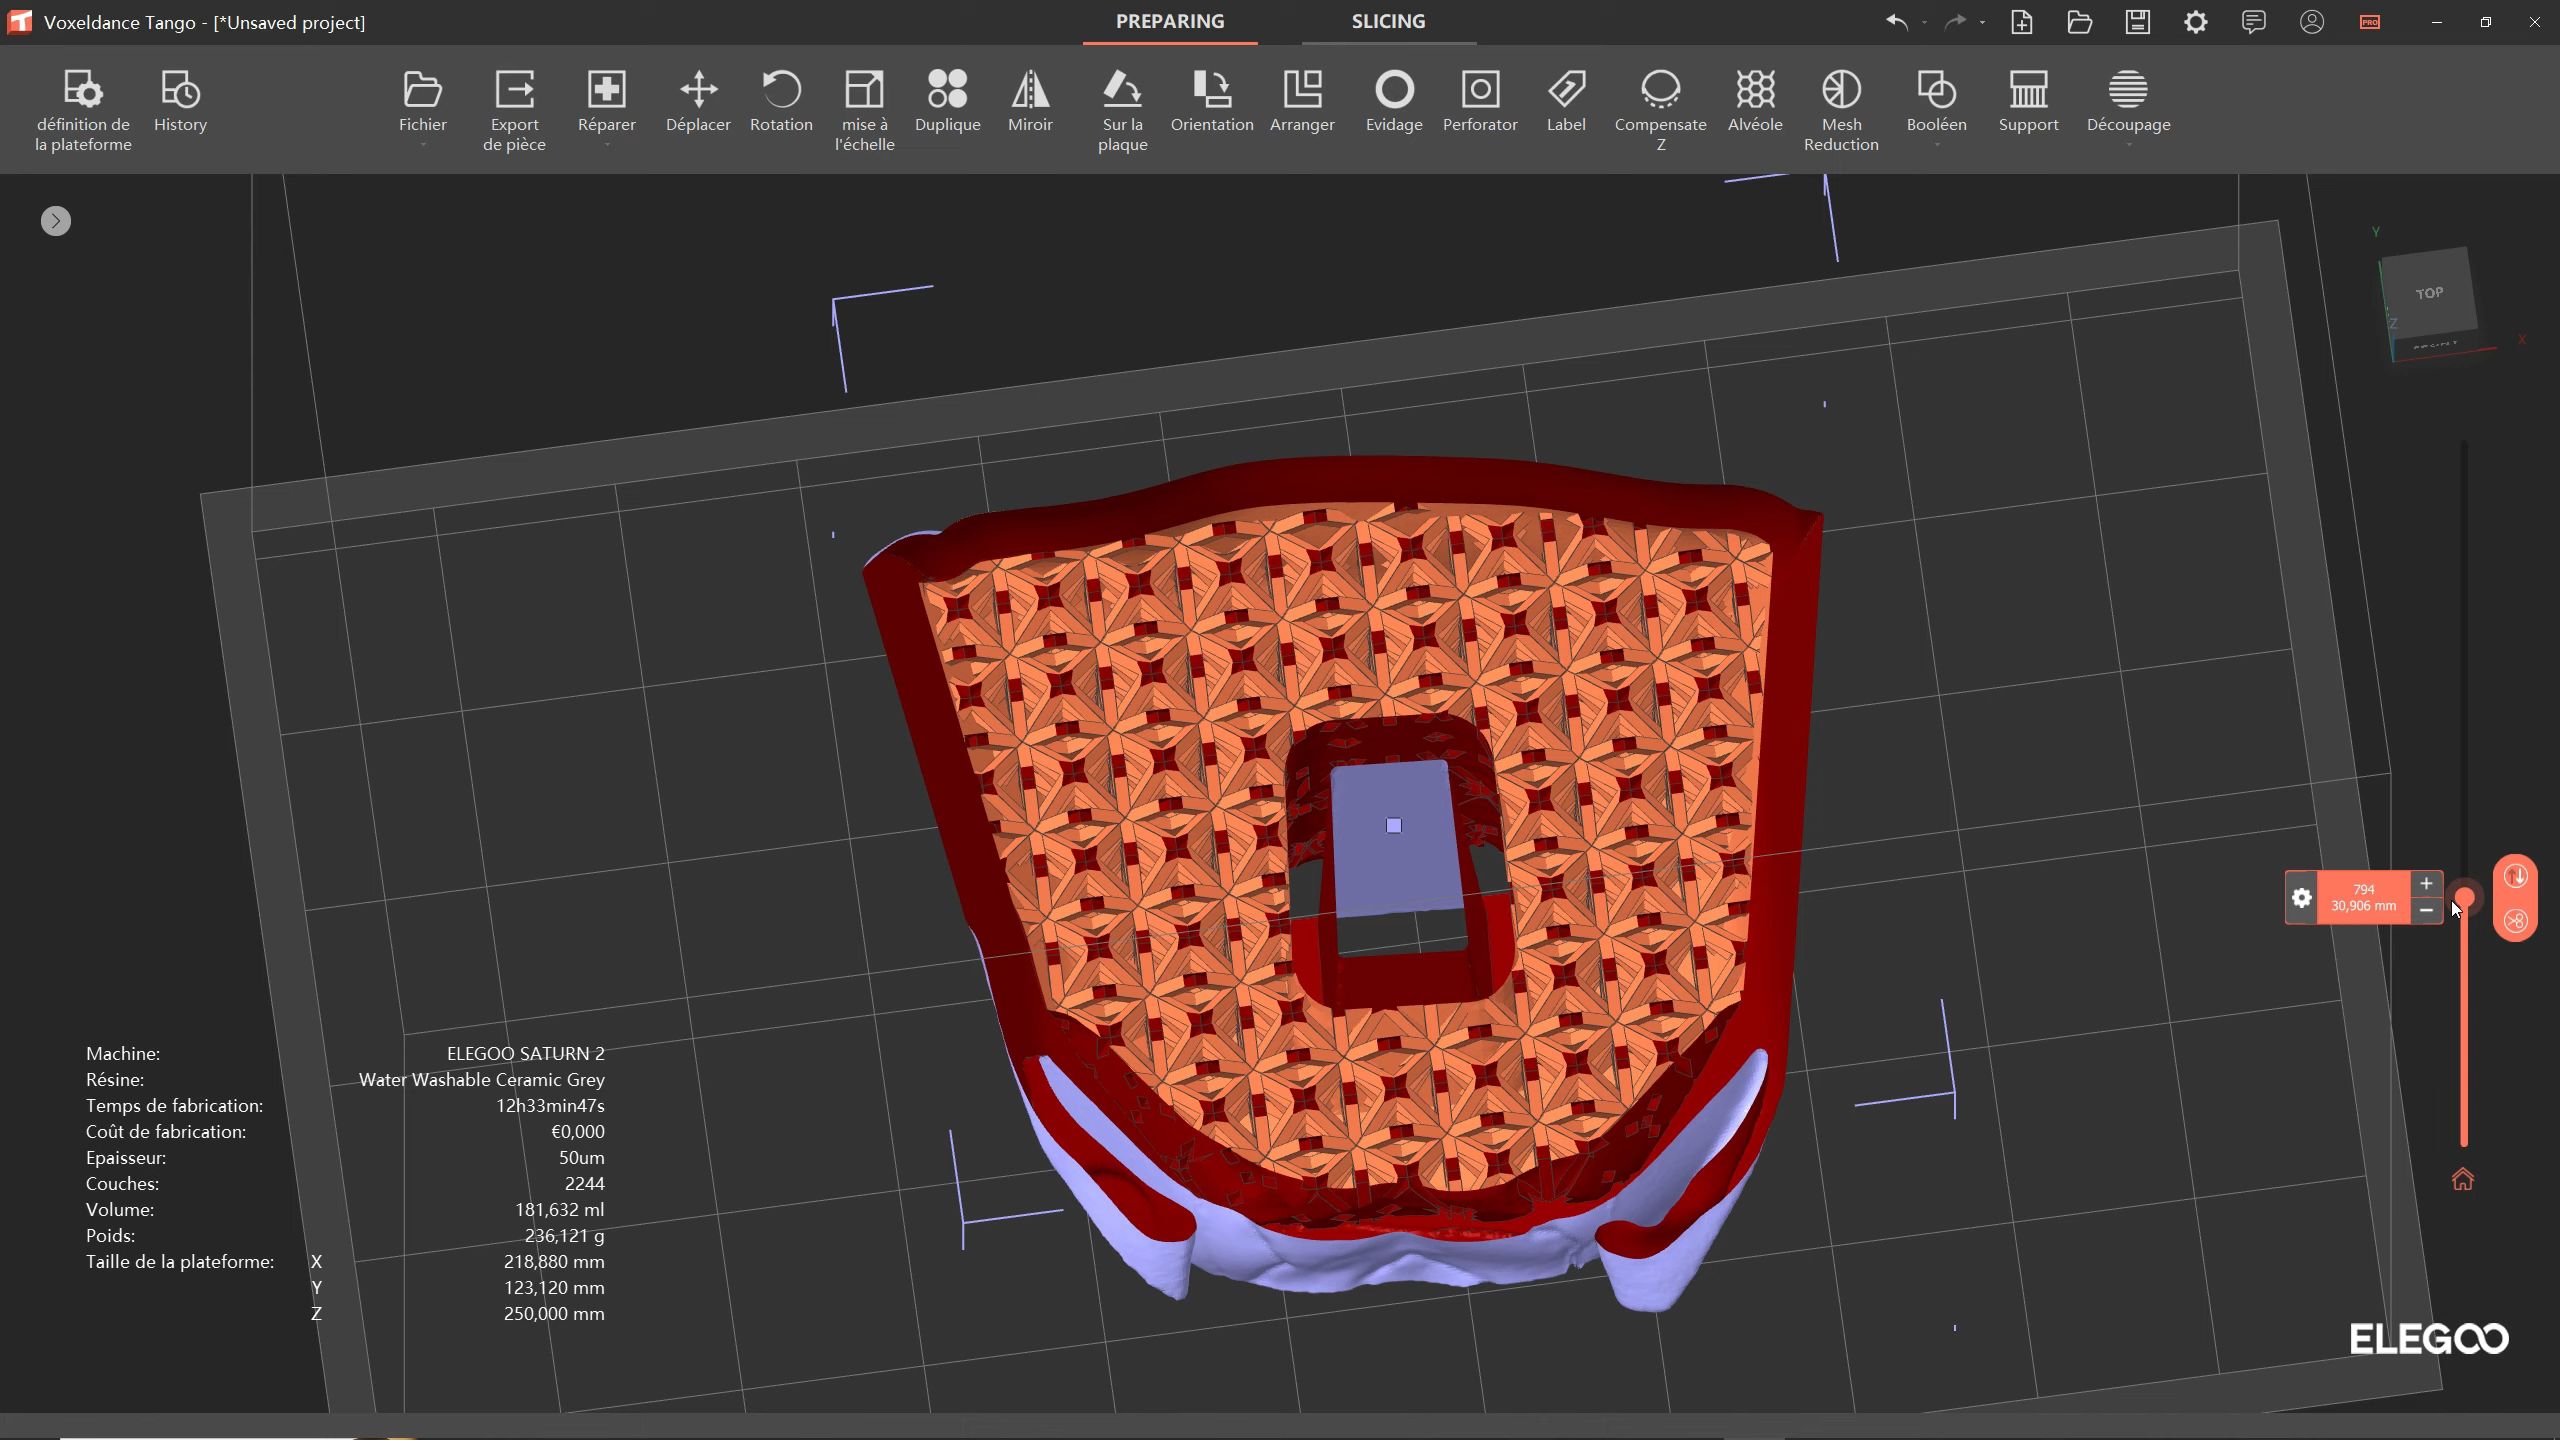 Voxeldance Tango - [*Unsaved project]
PREPARING
SLICING
PRO
définition de
la plateforme
History
Fichier
Export
de pièce
Réparer
Déplacer
Rotation
mise à
l'échelle
Duplique
Miroir
Sur la
plaque
Orientation
Arranger
Evidage
Perforator
Label
Compensate
Z
Alvéole
Mesh
Reduction
Booléen
Support
Découpage
Y
TOP
Z
X
794
30,906 mm
Machine: ELEGOO SATURN 2
Résine: Water Washable Ceramic Grey
Temps de fabrication: 12h33min47s
Coût de fabrication: €0,000
Epaisseur: 50um
Couches: 2244
Volume: 181,632 ml
Poids: 236,121 g
Taille de la plateforme: X 218,880 mm
Y 123,120 mm
Z 250,000 mm
ELEGOO